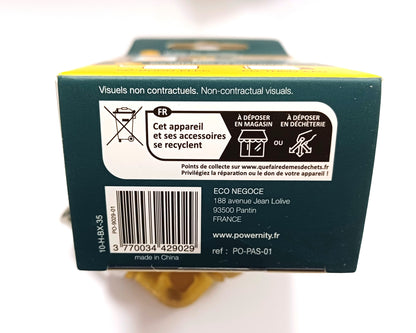 Visuels non contractuels. Non-contractual visuals.
FR
Cet appareil
et ses accessoires
se recyclent
À DÉPOSER
EN MAGASIN
OU
À DÉPOSER
EN DÉCHÈTERIE
Points de collecte sur www.quefairedemesdechets.fr
Privilégiez la réparation ou le don de votre appareil !
10-H-BX-35
PO-9029-01
3 770034 429029
made in China
ECO NEGOCE
188 avenue Jean Lolive
93500 Pantin
FRANCE
www.powernity.fr
ref : PO-PAS-01